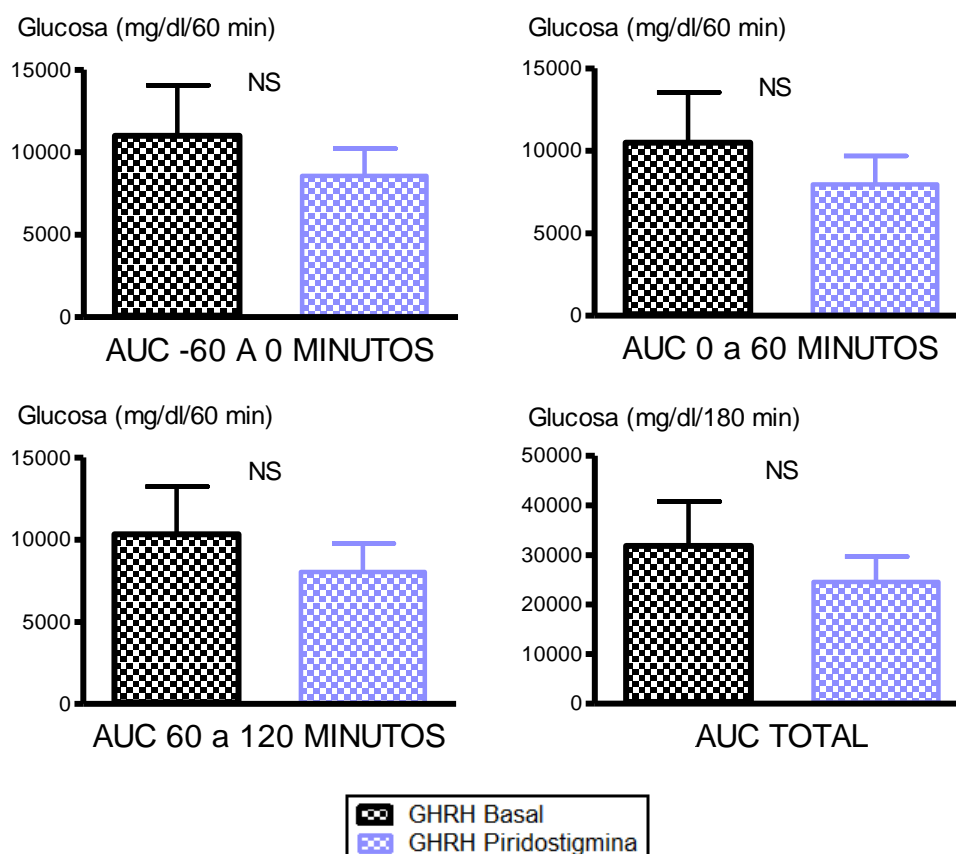 Glucosa (mg/dl/60 min)
15000
10000
5000
0
NS
AUC -60 A 0 MINUTOS
Glucosa (mg/dl/60 min)
15000
10000
5000
0
NS
AUC 0 a 60 MINUTOS
Glucosa (mg/dl/60 min)
15000
10000
5000
0
NS
AUC 60 a 120 MINUTOS
Glucosa (mg/dl/180 min)
50000
40000
30000
20000
10000
0
NS
AUC TOTAL
GHRH Basal
GHRH Piridostigmina